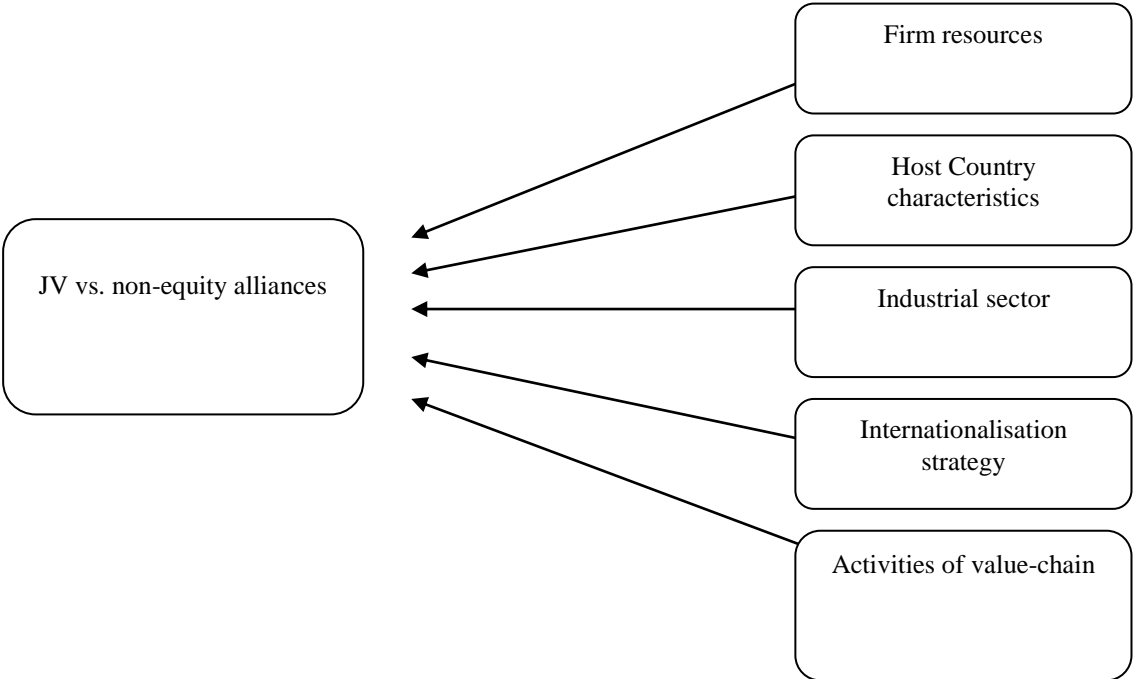 Firm resources
Host Country
characteristics
JV vs. non-equity alliances
Industrial sector
Internationalisation
strategy
Activities of value-chain